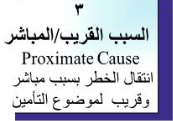 ٣
السبب القريب/المباشر
Proximate Cause
انتقال الخطر بسبب مباشر
وقريب لموضوع التأمين